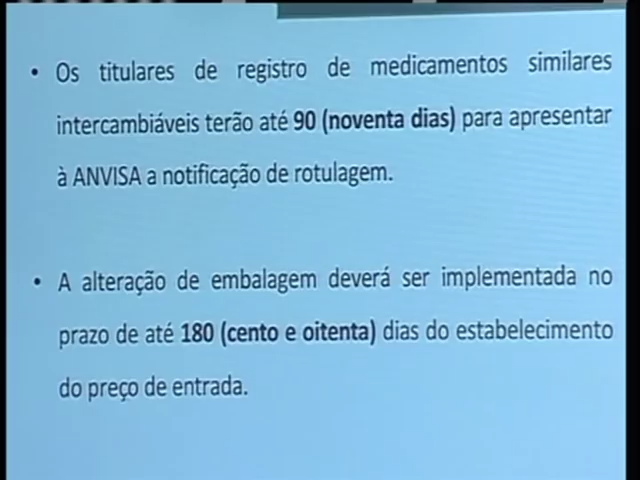 • Os titulares de registro de medicamentos similares
intercambiáveis terão até 90 (noventa dias) para apresentar
à ANVISA a notificação de rotulagem.
• A alteração de embalagem deverá ser implementada no
prazo de até 180 (cento e oitenta) dias do estabelecimento
do preço de entrada.